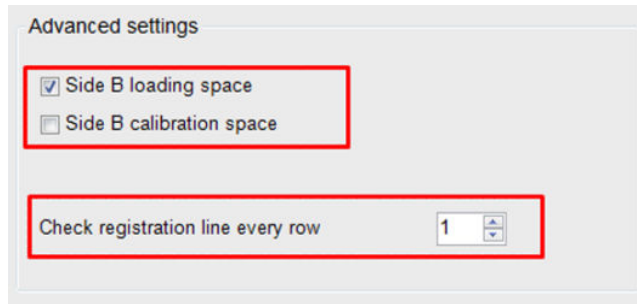 Advanced settings
Side B loading space
Side B calibration space
Check registration line every row 1